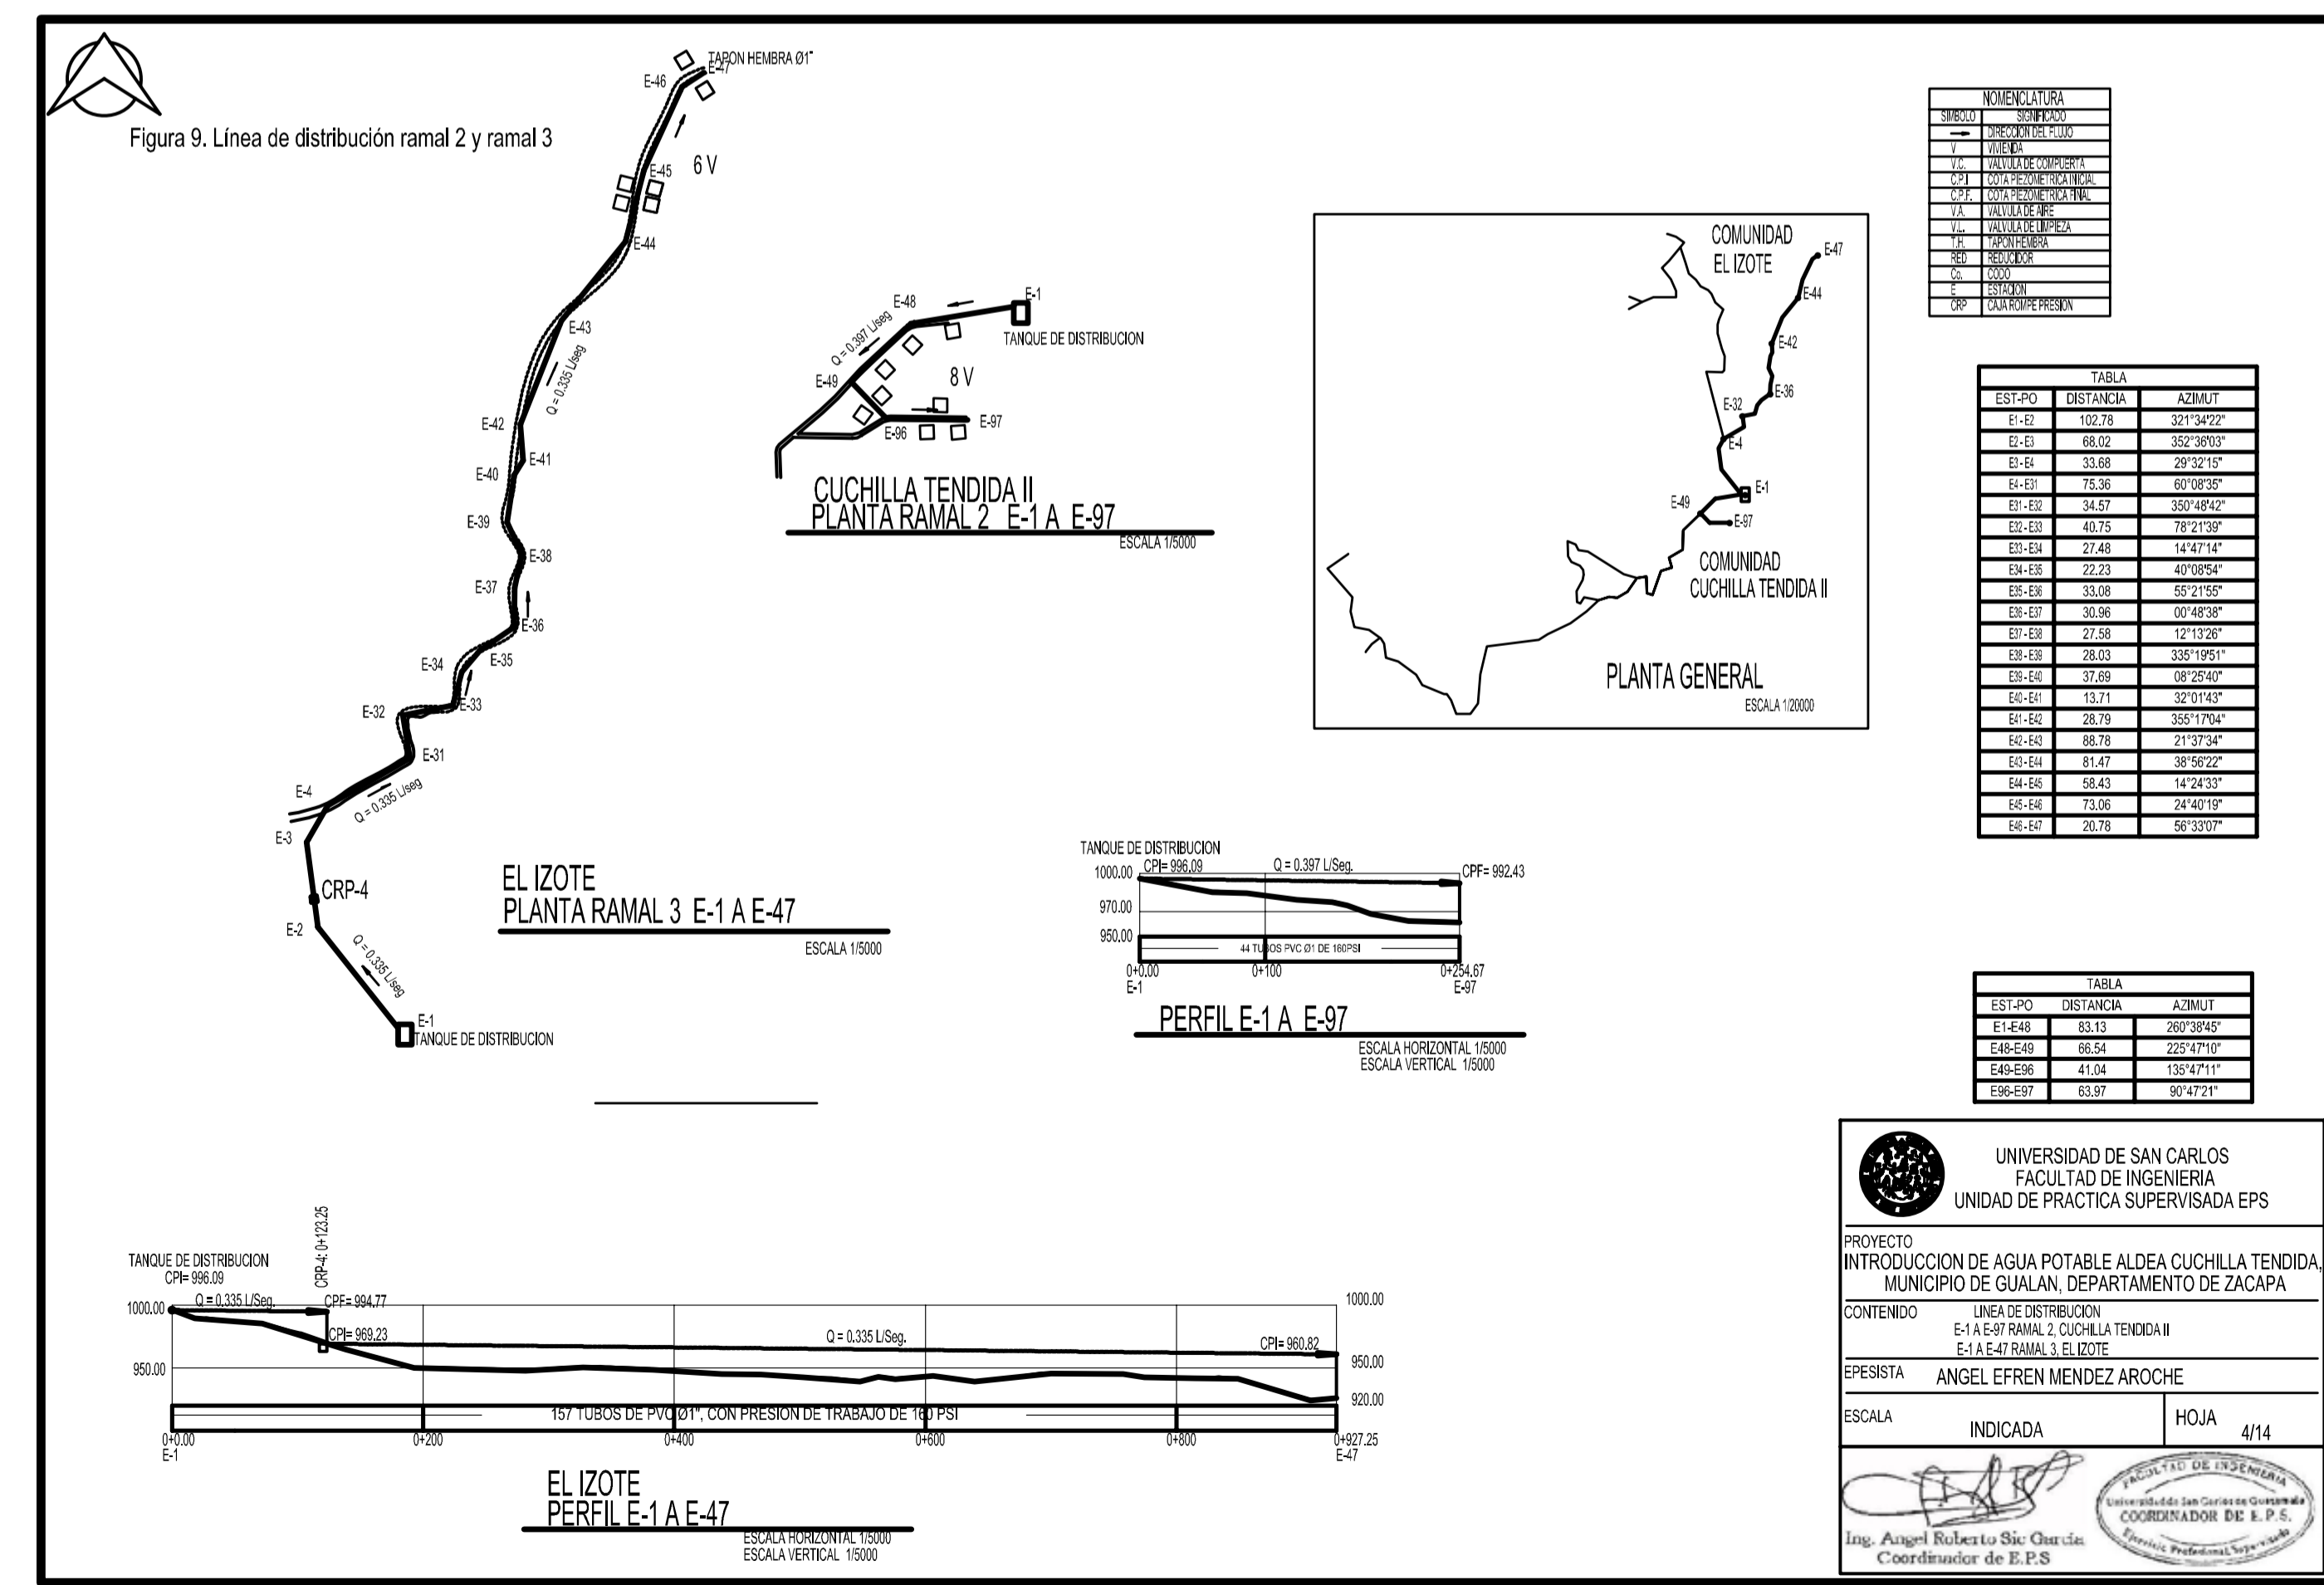 Figura 9. Línea de distribución ramal 2 y ramal 3
TAPON HEMBRA Ø1"
E-47
E-46
6 V
E-45
E-44
E-43
Q = 0.335 L/seg
E-42
E-41
E-40
E-39
E-38
E-37
E-36
E-35
E-34
E-33
E-32
E-31
E-4
Q = 0.335 L/seg
E-3
CRP-4
E-2
Q = 0.335 L/seg
E-1
TANQUE DE DISTRIBUCION
EL IZOTE
PLANTA RAMAL 3 E-1 A E-47
ESCALA 1/5000
E-48
E-1
TANQUE DE DISTRIBUCION
Q = 0.397 L/seg
E-49
8 V
E-96
E-97
CUCHILLA TENDIDA II
PLANTA RAMAL 2 E-1 A E-97
ESCALA 1/5000
COMUNIDAD
EL IZOTE
E-47
E-44
E-42
E-36
E-32
E-4
E-1
E-49
E-97
COMUNIDAD
CUCHILLA TENDIDA II
PLANTA GENERAL
ESCALA 1/20000
NOMENCLATURA
SIMBOLO SIGNIFICADO
DIRECCION DEL FLUJO
V VIVIENDA
V.C. VALVULA DE COMPUERTA
C.P.I COTA PIEZOMETRICA INICIAL
C.P.F. COTA PIEZOMETRICA FINAL
V.A. VALVULA DE AIRE
V.L. VALVULA DE LIMPIEZA
T.H. TAPON HEMBRA
RED REDUCIDOR
Co. CODO
E ESTACION
CRP CAJA ROMPE PRESION
TABLA
EST-PO DISTANCIA AZIMUT
E1-E2 102.78 321°34'22"
E2-E3 68.02 352°36'03"
E3-E4 33.68 29°32'15"
E4-E31 75.36 60°08'35"
E31-E32 34.57 350°48'42"
E32-E33 40.75 78°21'39"
E33-E34 27.48 14°47'14"
E34-E35 22.23 40°08'54"
E35-E36 33.08 55°21'55"
E36-E37 30.96 00°48'38"
E37-E38 27.58 12°13'26"
E38-E39 28.03 335°19'51"
E39-E40 37.69 08°25'40"
E40-E41 13.71 32°01'43"
E41-E42 28.79 355°17'04"
E42-E43 88.78 21°37'34"
E43-E44 81.47 38°56'22"
E44-E45 58.43 14°24'33"
E45-E46 73.06 24°40'19"
E46-E47 20.78 56°33'07"
TANQUE DE DISTRIBUCION
CPI= 996.09
Q = 0.397 L/Seg.
CPF= 992.43
1000.00
970.00
950.00
44 TUBOS PVC Ø1 DE 160PSI
0+0.00 0+100 0+254.67
E-1 E-97
PERFIL E-1 A E-97
ESCALA HORIZONTAL 1/5000
ESCALA VERTICAL 1/5000
TABLA
EST-PO DISTANCIA AZIMUT
E1-E48 83.13 260°38'45"
E48-E49 66.54 225°47'10"
E49-E96 41.04 135°47'11"
E96-E97 63.97 90°47'21"
TANQUE DE DISTRIBUCION
CPI= 996.09
CRP-4: 0+123.25
Q = 0.335 L/Seg.
CPF= 994.77
CPI= 969.23
Q = 0.335 L/Seg.
CPI= 960.82
1000.00
950.00
1000.00
950.00
920.00
157 TUBOS DE PVC Ø1", CON PRESION DE TRABAJO DE 160 PSI
0+0.00 0+200 0+400 0+600 0+800 0+927.25
E-1 E-47
EL IZOTE
PERFIL E-1 A E-47
ESCALA HORIZONTAL 1/5000
ESCALA VERTICAL 1/5000
UNIVERSIDAD DE SAN CARLOS
FACULTAD DE INGENIERIA
UNIDAD DE PRACTICA SUPERVISADA EPS
PROYECTO
INTRODUCCION DE AGUA POTABLE ALDEA CUCHILLA TENDIDA,
MUNICIPIO DE GUALAN, DEPARTAMENTO DE ZACAPA
CONTENIDO LINEA DE DISTRIBUCION
E-1 A E-97 RAMAL 2, CUCHILLA TENDIDA II
E-1 A E-47 RAMAL 3, EL IZOTE
EPESISTA ANGEL EFREN MENDEZ AROCHE
ESCALA INDICADA
HOJA 4/14
Ing. Angel Roberto Sic García
Coordinador de E.P.S
FACULTAD DE INGENIERIA
Universidad de San Carlos de Guatemala
COORDINADOR DE E.P.S.
Ejercicio Profesional Supervisado